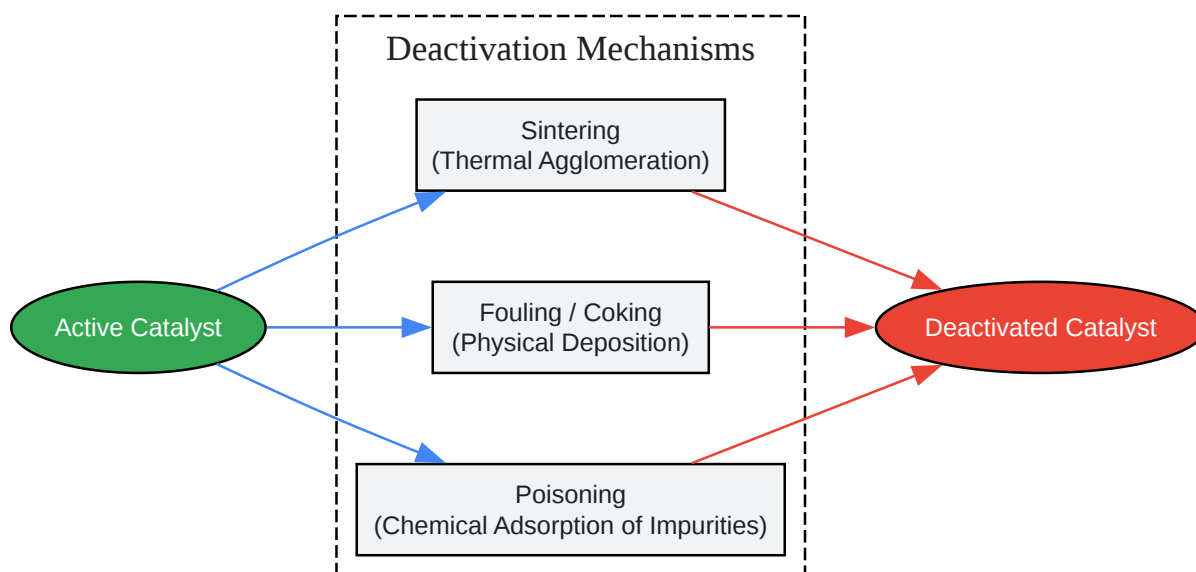 Deactivation Mechanisms
Sintering
(Thermal Agglomeration)
Active Catalyst
Fouling / Coking
(Physical Deposition)
Deactivated Catalyst
Poisoning
(Chemical Adsorption of Impurities)